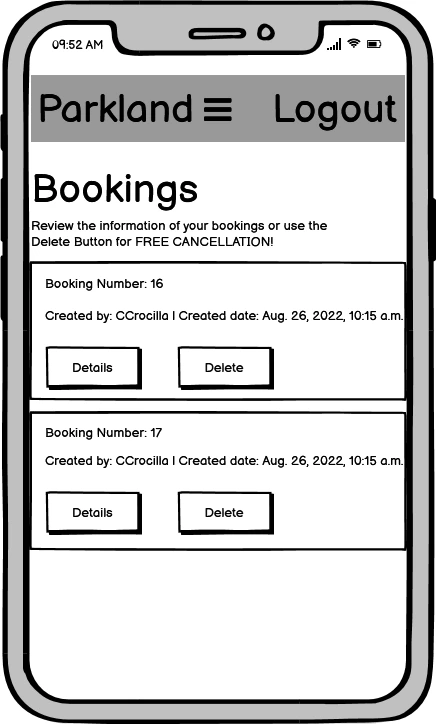 09:52 AM
Parkland Logout
Bookings
Review the information of your bookings or use the
Delete Button for FREE CANCELLATION!
Booking Number: 16
Created by: CCrocilla | Created date: Aug. 26, 2022, 10:15 a.m.
Details Delete
Booking Number: 17
Created by: CCrocilla | Created date: Aug. 26, 2022, 10:15 a.m.
Details Delete